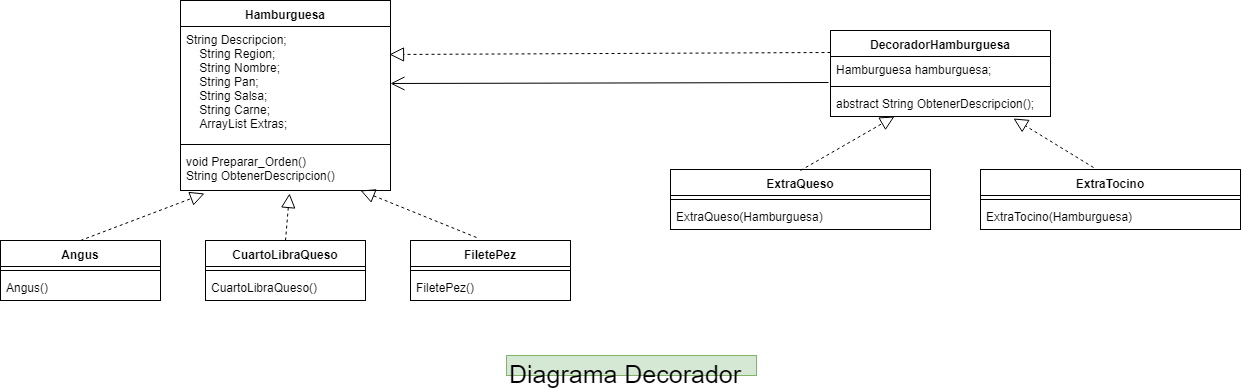 Hamburguesa
String Descripcion;
String Region;
String Nombre;
String Pan;
String Salsa;
String Carne;
ArrayList Extras;
void Preparar_Orden()
String ObtenerDescripcion()
DecoradorHamburguesa
Hamburguesa hamburguesa;
abstract String ObtenerDescripcion();
ExtraQueso
ExtraQueso(Hamburguesa)
ExtraTocino
ExtraTocino(Hamburguesa)
Angus
Angus()
CuartoLibraQueso
CuartoLibraQueso()
FiletePez
FiletePez()
Diagrama Decorador